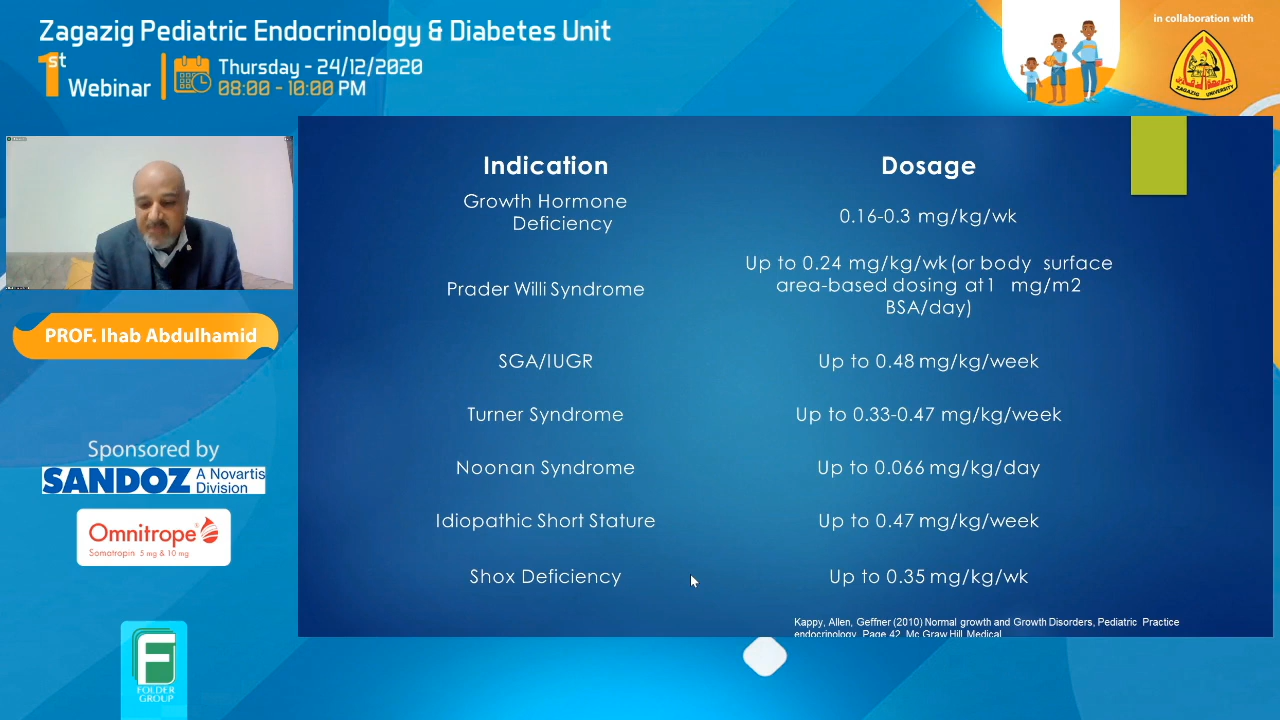 Zagazig Pediatric Endocrinology & Diabetes Unit
1st Webinar
Thursday - 24/12/2020
08:00 - 10:00 PM
in collaboration with
ZAGAZIG UNIVERSITY
PROF. Ihab Abdulhamid
Sponsored by
SANDOZ A Novartis
Division
Omnitrope®
Somatropin 5 mg & 10 mg
FOLDER
GROUP
Indication Dosage
Growth Hormone
Deficiency
0.16-0.3 mg/kg/wk
Prader Willi Syndrome
Up to 0.24 mg/kg/wk(or body surface
area-based dosing at1 mg/m2
BSA/day)
SGA/IUGR Up to 0.48 mg/kg/week
Turner Syndrome Up to 0.33-0.47 mg/kg/week
Noonan Syndrome Up to 0.066 mg/kg/day
Idiopathic Short Stature Up to 0.47 mg/kg/week
Shox Deficiency Up to 0.35 mg/kg/wk
Kappy, Allen, Geffner (2010) Normal growth and Growth Disorders, Pediatric Practice
endocrinology, Page 42, Mc Graw Hill Medical